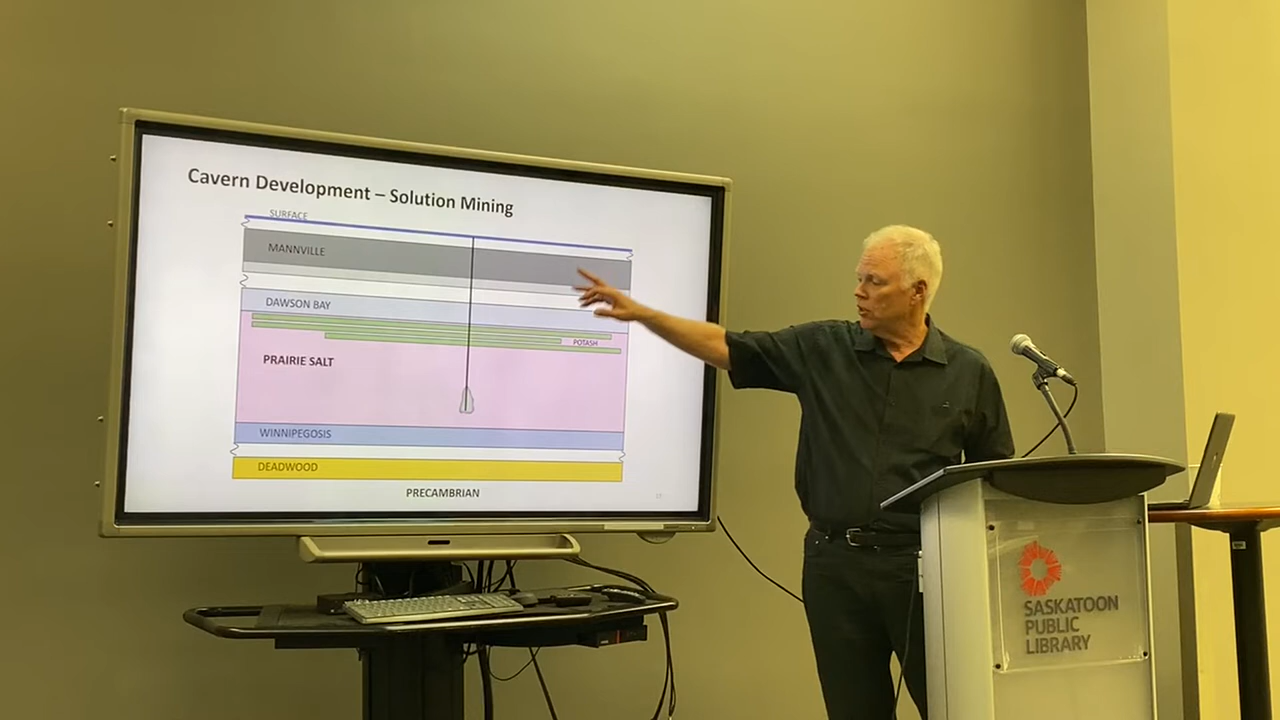 Cavern Development – Solution Mining
SURFACE
MANNVILLE
DAWSON BAY
POTASH
PRAIRIE SALT
WINNIPEGOSIS
DEADWOOD
PRECAMBRIAN
SASKATOON
PUBLIC
LIBRARY